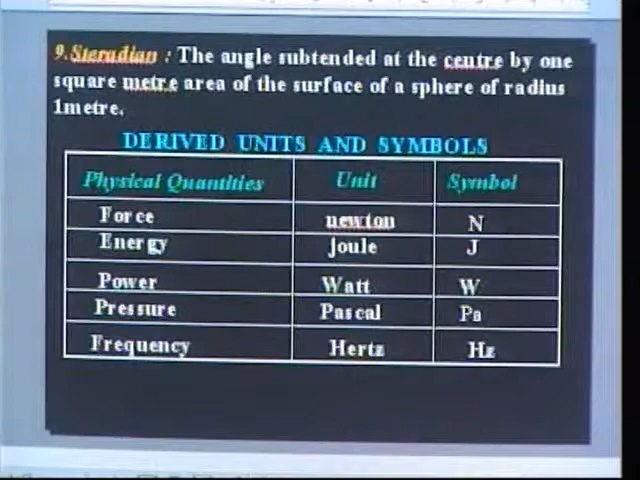 9.Steradian : The angle subtended at the centre by one
square metre area of the surface of a sphere of radius
1metre.
DERIVED UNITS AND SYMBOLS
Physical Quantities Unit Symbol
Force newton N
Energy Joule J
Power Watt W
Pressure Pascal Pa
Frequency Hertz Hz